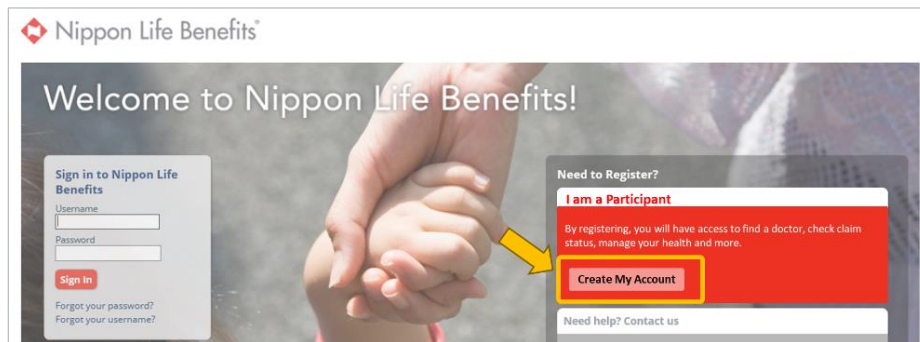 Nippon Life Benefits®
Welcome to Nippon Life Benefits!
Sign in to Nippon Life
Benefits
Username
Password
Sign In
Forgot your password?
Forgot your username?
Need to Register?
I am a Participant
By registering, you will have access to find a doctor, check claim
status, manage your health and more.
Create My Account
Need help? Contact us